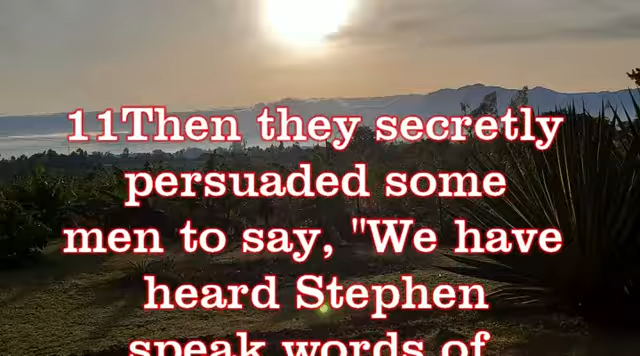 11Then they secretly
persuaded some
men to say, "We have
heard Stephen
speak words of